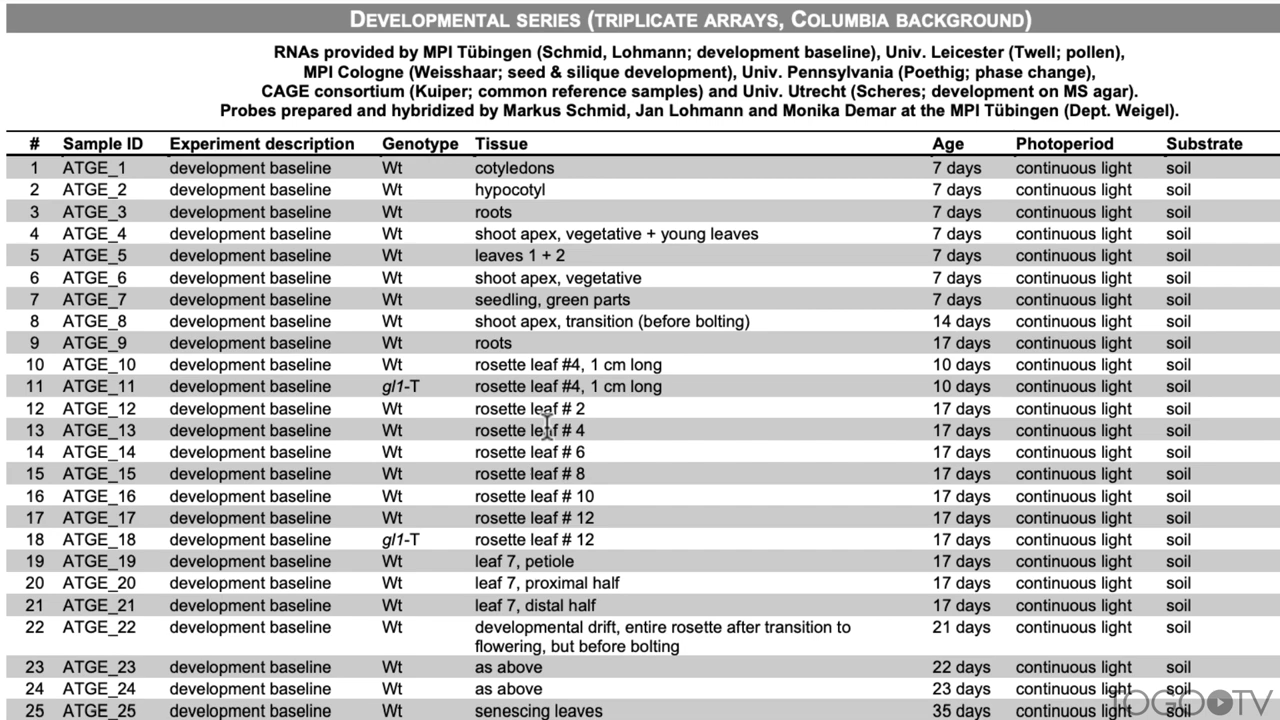 DEVELOPMENTAL SERIES (TRIPLICATE ARRAYS, COLUMBIA BACKGROUND)
RNAs provided by MPI Tübingen (Schmid, Lohmann; development baseline), Univ. Leicester (Twell; pollen),
MPI Cologne (Weisshaar; seed & silique development), Univ. Pennsylvania (Poethig; phase change),
CAGE consortium (Kuiper; common reference samples) and Univ. Utrecht (Scheres; development on MS agar).
Probes prepared and hybridized by Markus Schmid, Jan Lohmann and Monika Demar at the MPI Tübingen (Dept. Weigel).
# Sample ID Experiment description Genotype Tissue Age Photoperiod Substrate
1 ATGE_1 development baseline Wt cotyledons 7 days continuous light soil
2 ATGE_2 development baseline Wt hypocotyl 7 days continuous light soil
3 ATGE_3 development baseline Wt roots 7 days continuous light soil
4 ATGE_4 development baseline Wt shoot apex, vegetative + young leaves 7 days continuous light soil
5 ATGE_5 development baseline Wt leaves 1 + 2 7 days continuous light soil
6 ATGE_6 development baseline Wt shoot apex, vegetative 7 days continuous light soil
7 ATGE_7 development baseline Wt seedling, green parts 7 days continuous light soil
8 ATGE_8 development baseline Wt shoot apex, transition (before bolting) 14 days continuous light soil
9 ATGE_9 development baseline Wt roots 17 days continuous light soil
10 ATGE_10 development baseline Wt rosette leaf #4, 1 cm long 10 days continuous light soil
11 ATGE_11 development baseline gl1-T rosette leaf #4, 1 cm long 10 days continuous light soil
12 ATGE_12 development baseline Wt rosette leaf # 2 17 days continuous light soil
13 ATGE_13 development baseline Wt rosette leaf # 4 17 days continuous light soil
14 ATGE_14 development baseline Wt rosette leaf # 6 17 days continuous light soil
15 ATGE_15 development baseline Wt rosette leaf # 8 17 days continuous light soil
16 ATGE_16 development baseline Wt rosette leaf # 10 17 days continuous light soil
17 ATGE_17 development baseline Wt rosette leaf # 12 17 days continuous light soil
18 ATGE_18 development baseline gl1-T rosette leaf # 12 17 days continuous light soil
19 ATGE_19 development baseline Wt leaf 7, petiole 17 days continuous light soil
20 ATGE_20 development baseline Wt leaf 7, proximal half 17 days continuous light soil
21 ATGE_21 development baseline Wt leaf 7, distal half 17 days continuous light soil
22 ATGE_22 development baseline Wt developmental drift, entire rosette after transition to 21 days continuous light soil
flowering, but before bolting
23 ATGE_23 development baseline Wt as above 22 days continuous light soil
24 ATGE_24 development baseline Wt as above 23 days continuous light soil
25 ATGE_25 development baseline Wt senescing leaves 35 days continuous light soil
TOGO TV